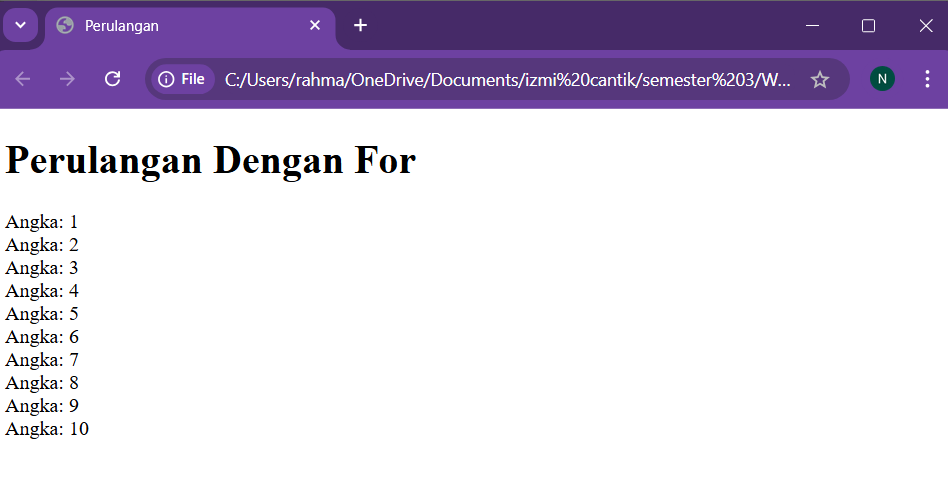 Perulangan
File
C:/Users/rahma/OneDrive/Documents/izmi%20cantik/semester%203/W...
N
Perulangan Dengan For
Angka: 1
Angka: 2
Angka: 3
Angka: 4
Angka: 5
Angka: 6
Angka: 7
Angka: 8
Angka: 9
Angka: 10